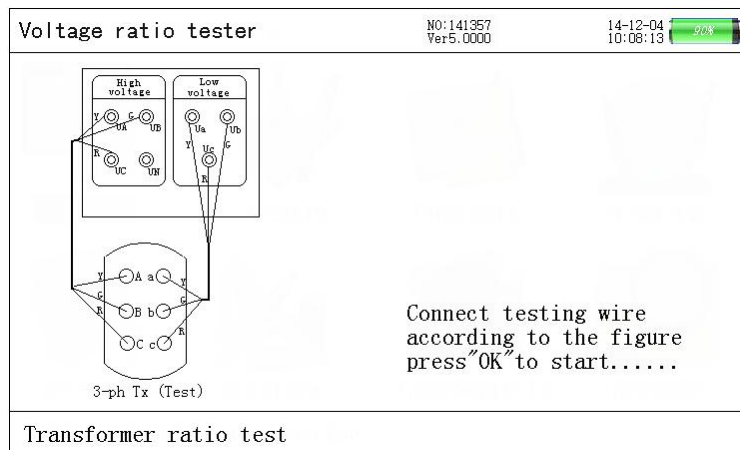 Voltage ratio tester
NO:141357
Ver5.0000
14-12-04
10:08:13
90%
High
voltage
Low
voltage
Y
UA
G
UB
R
UC
UN
Ua
Ub
Y
Uc
G
R
Y
A
a
Y
G
B
b
G
R
C
c
R
3-ph Tx (Test)
Connect testing wire
according to the figure
press"OK"to start......
Transformer ratio test